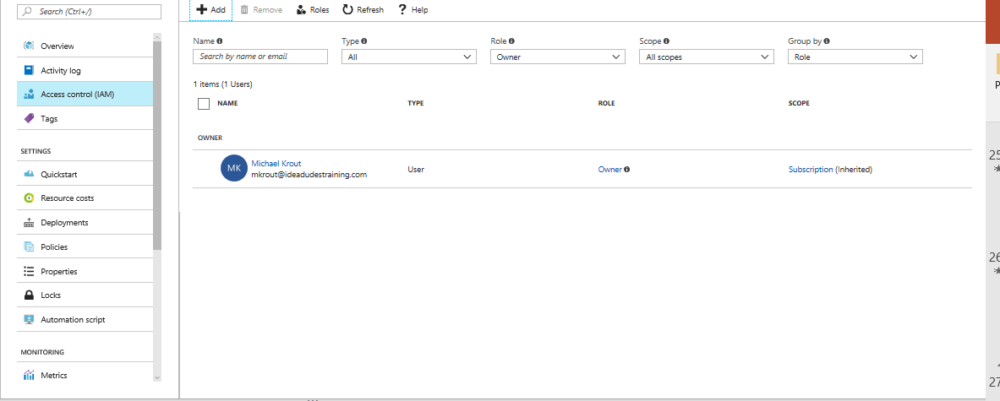 Search (Ctrl+/)
Add Remove Roles Refresh Help
Overview
Activity log
Access control (IAM)
Tags
SETTINGS
Quickstart
Resource costs
Deployments
Policies
Properties
Locks
Automation script
MONITORING
Metrics
Name Type Role Scope Group by
Search by name or email All Owner All scopes Role
1 items (1 Users)
NAME TYPE ROLE SCOPE
OWNER
MK
Michael Krout
mkrout@ideadudestraining.com
User Owner Subscription (Inherited)
P
25
26
27